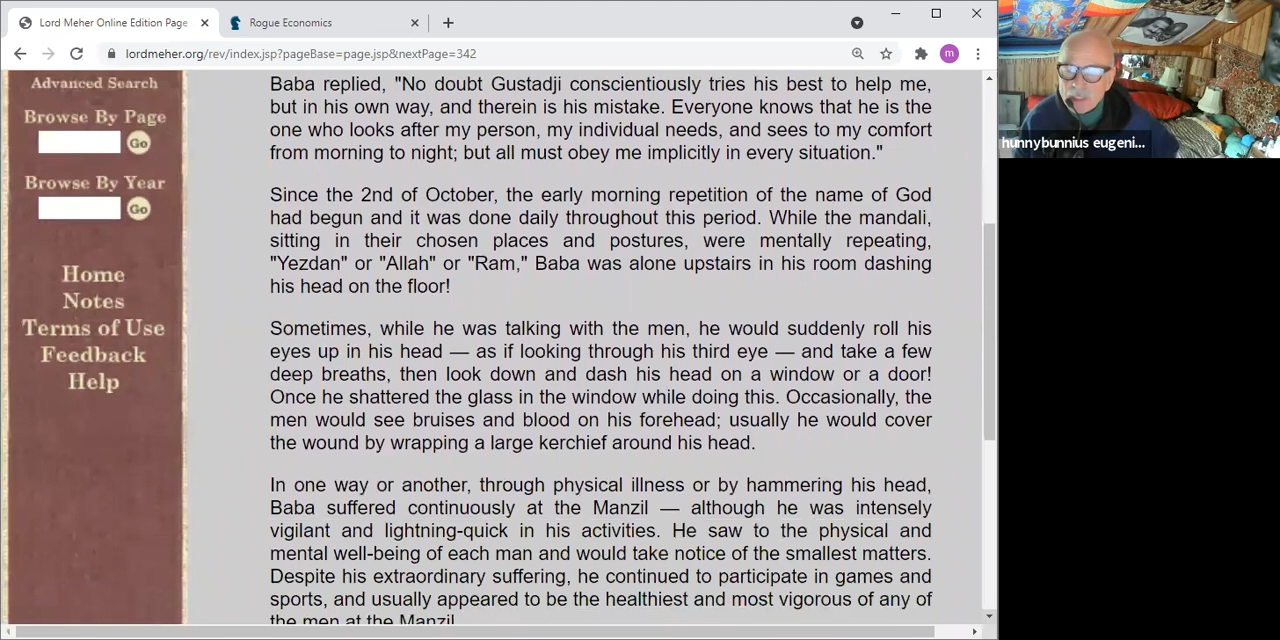 Lord Meher Online Edition Page
Rogue Economics
lordmeher.org/rev/index.jsp?pageBase=page.jsp&nextPage=342
m
Advanced Search
Browse By Page
Go
Browse By Year
Go
Home
Notes
Terms of Use
Feedback
Help
Baba replied, "No doubt Gustadji conscientiously tries his best to help me,
but in his own way, and therein is his mistake. Everyone knows that he is the
one who looks after my person, my individual needs, and sees to my comfort
from morning to night; but all must obey me implicitly in every situation."
Since the 2nd of October, the early morning repetition of the name of God
had begun and it was done daily throughout this period. While the mandali,
sitting in their chosen places and postures, were mentally repeating,
"Yezdan" or "Allah" or "Ram," Baba was alone upstairs in his room dashing
his head on the floor!
Sometimes, while he was talking with the men, he would suddenly roll his
eyes up in his head — as if looking through his third eye — and take a few
deep breaths, then look down and dash his head on a window or a door!
Once he shattered the glass in the window while doing this. Occasionally, the
men would see bruises and blood on his forehead; usually he would cover
the wound by wrapping a large kerchief around his head.
In one way or another, through physical illness or by hammering his head,
Baba suffered continuously at the Manzil — although he was intensely
vigilant and lightning-quick in his activities. He saw to the physical and
mental well-being of each man and would take notice of the smallest matters.
Despite his extraordinary suffering, he continued to participate in games and
sports, and usually appeared to be the healthiest and most vigorous of any of
the men at the Manzil.
hunnybunnius eugeni...